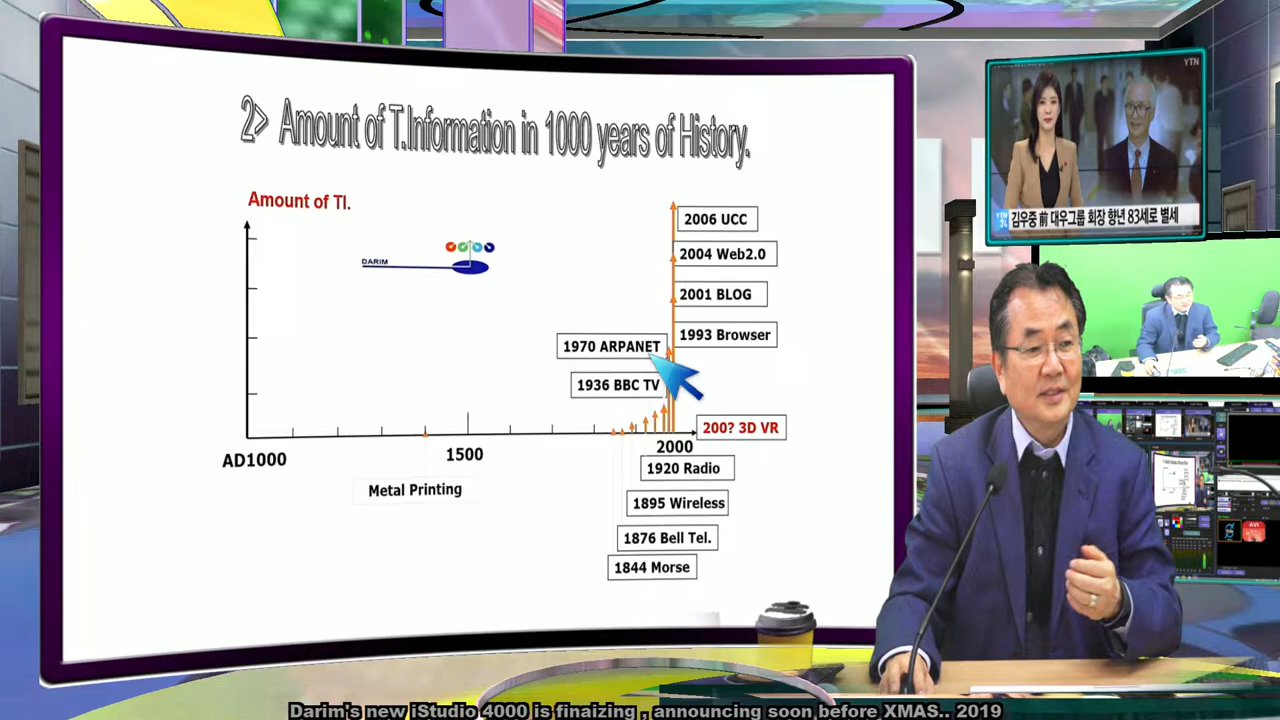 2> Amount of T.Information in 1000 years of History.
Amount of TI.
DARIM
2006 UCC
2004 Web2.0
2001 BLOG
1993 Browser
1970 ARPANET
1936 BBC TV
200? 3D VR
AD1000
1500
2000
Metal Printing
1920 Radio
1895 Wireless
1876 Bell Tel.
1844 Morse
YTN
YTN
24
김우중 前 대우그룹 회장 향년 83세로 별세
AVI
Darim's new iStudio 4000 is finaizing , announcing soon before XMAS.. 2019